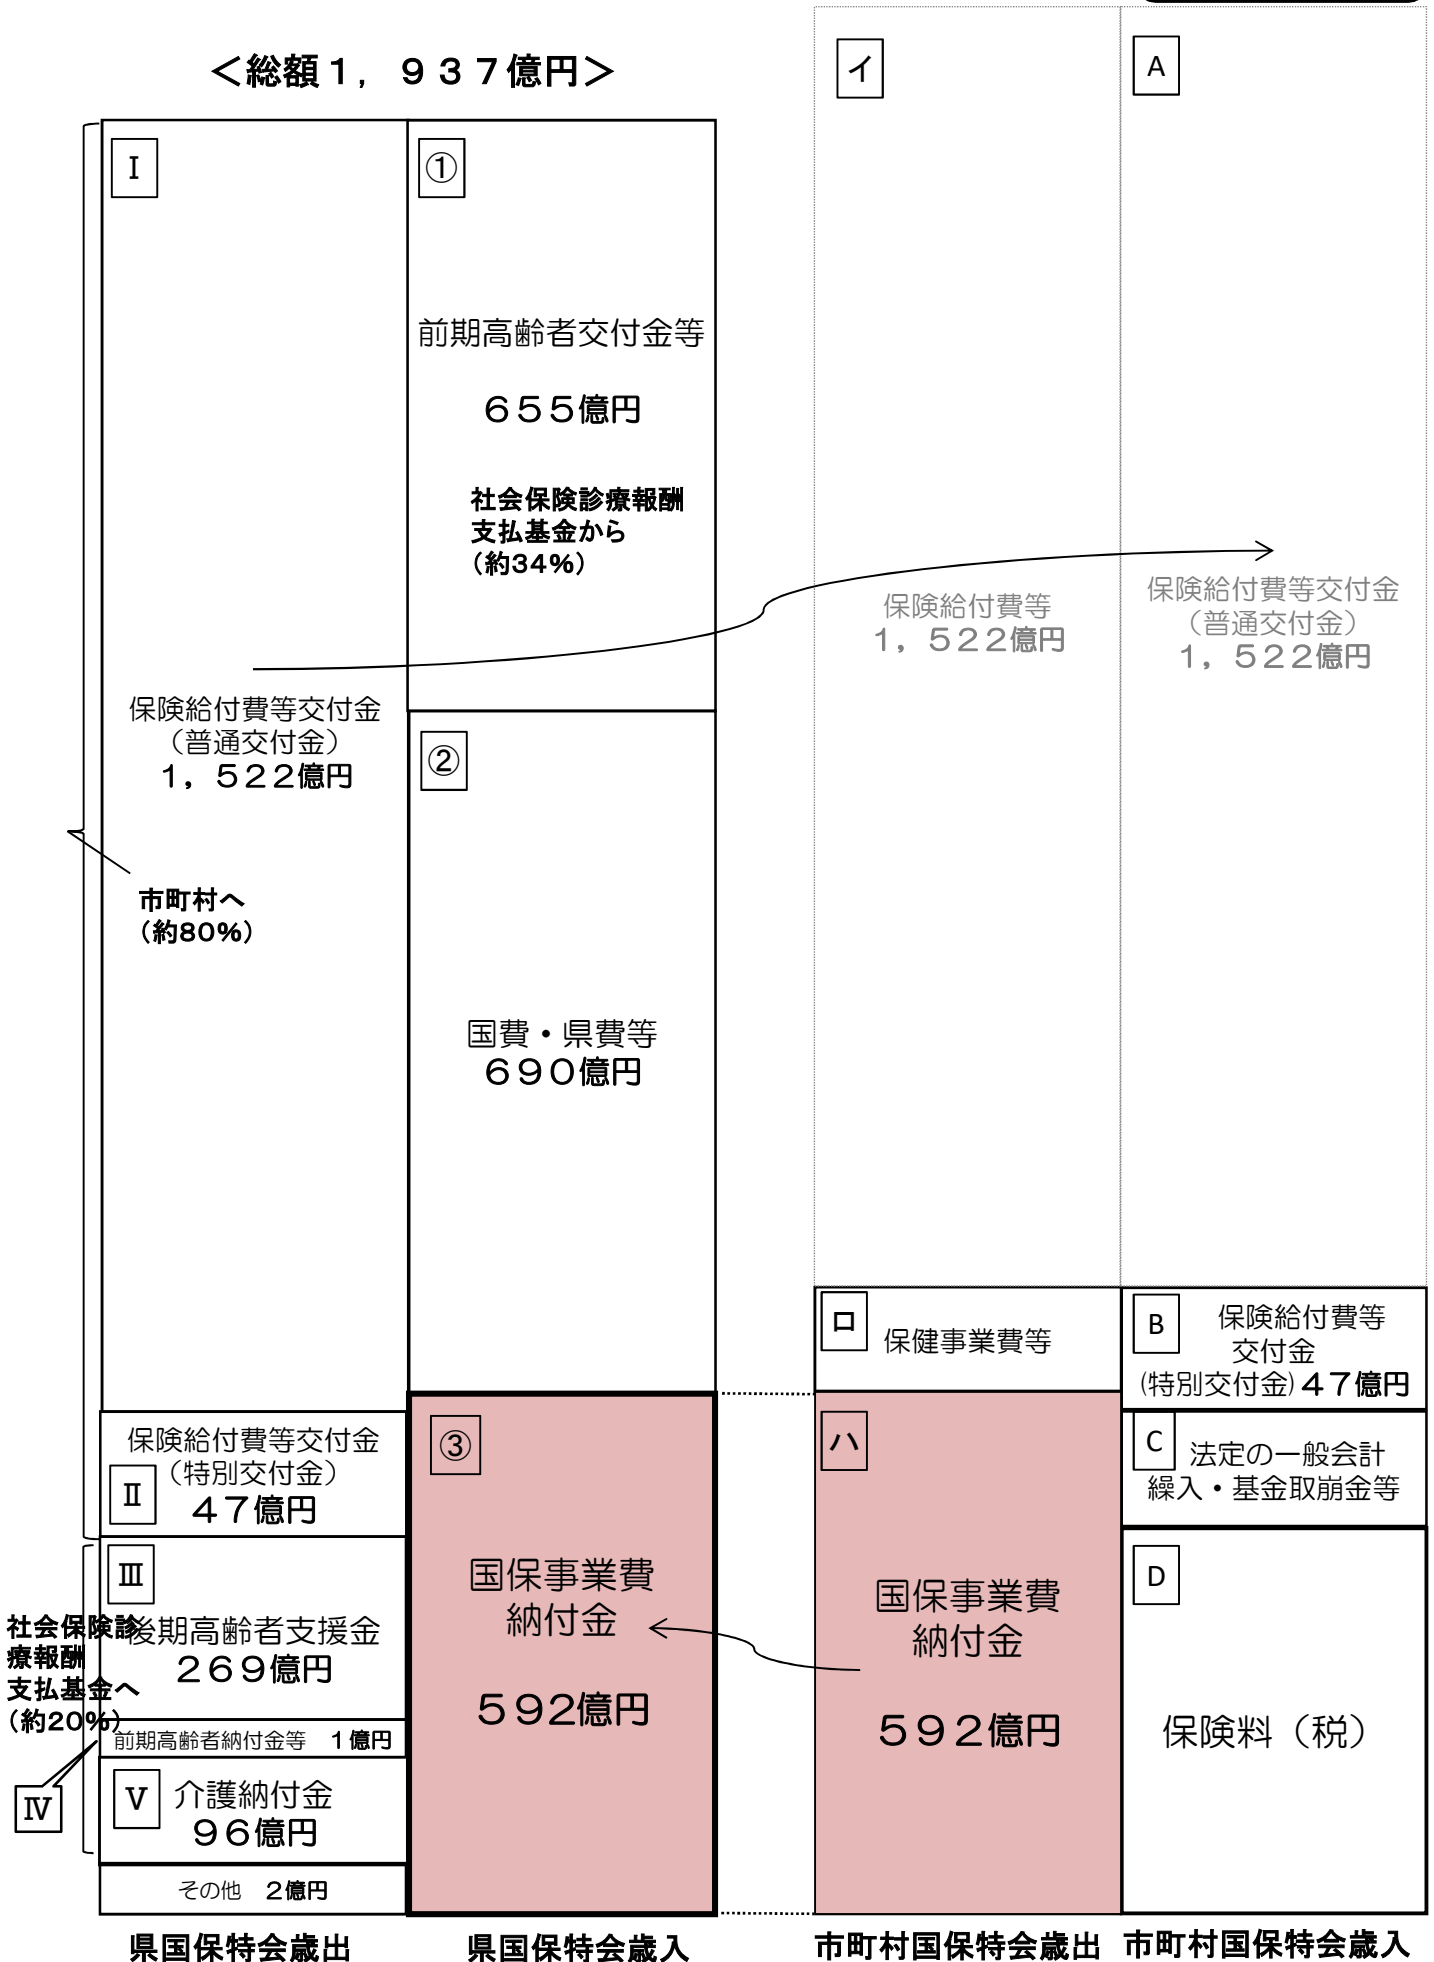 ＜総額１，９３７億円＞
Ⅰ
保険給付費等交付金
（普通交付金）
１，５２２億円
市町村へ
（約80％）
Ⅱ
保険給付費等交付金
（特別交付金）
４７億円
Ⅲ
後期高齢者支援金
２６９億円
社会保険診
療報酬
支払基金へ
（約20％）
前期高齢者納付金等　１億円
Ⅳ
Ⅴ
介護納付金
９６億円
その他　２億円
県国保特会歳出
①
前期高齢者交付金等
６５５億円
社会保険診療報酬
支払基金から
（約34％）
②
国費・県費等
６９０億円
③
国保事業費
納付金
５９２億円
県国保特会歳入
イ
保険給付費等
１，５２２億円
ロ
保健事業費等
ハ
国保事業費
納付金
５９２億円
市町村国保特会歳出
A
保険給付費等交付金
（普通交付金）
１，５２２億円
B
保険給付費等
交付金
(特別交付金)４７億円
C
法定の一般会計
繰入・基金取崩金等
D
保険料（税）
市町村国保特会歳入